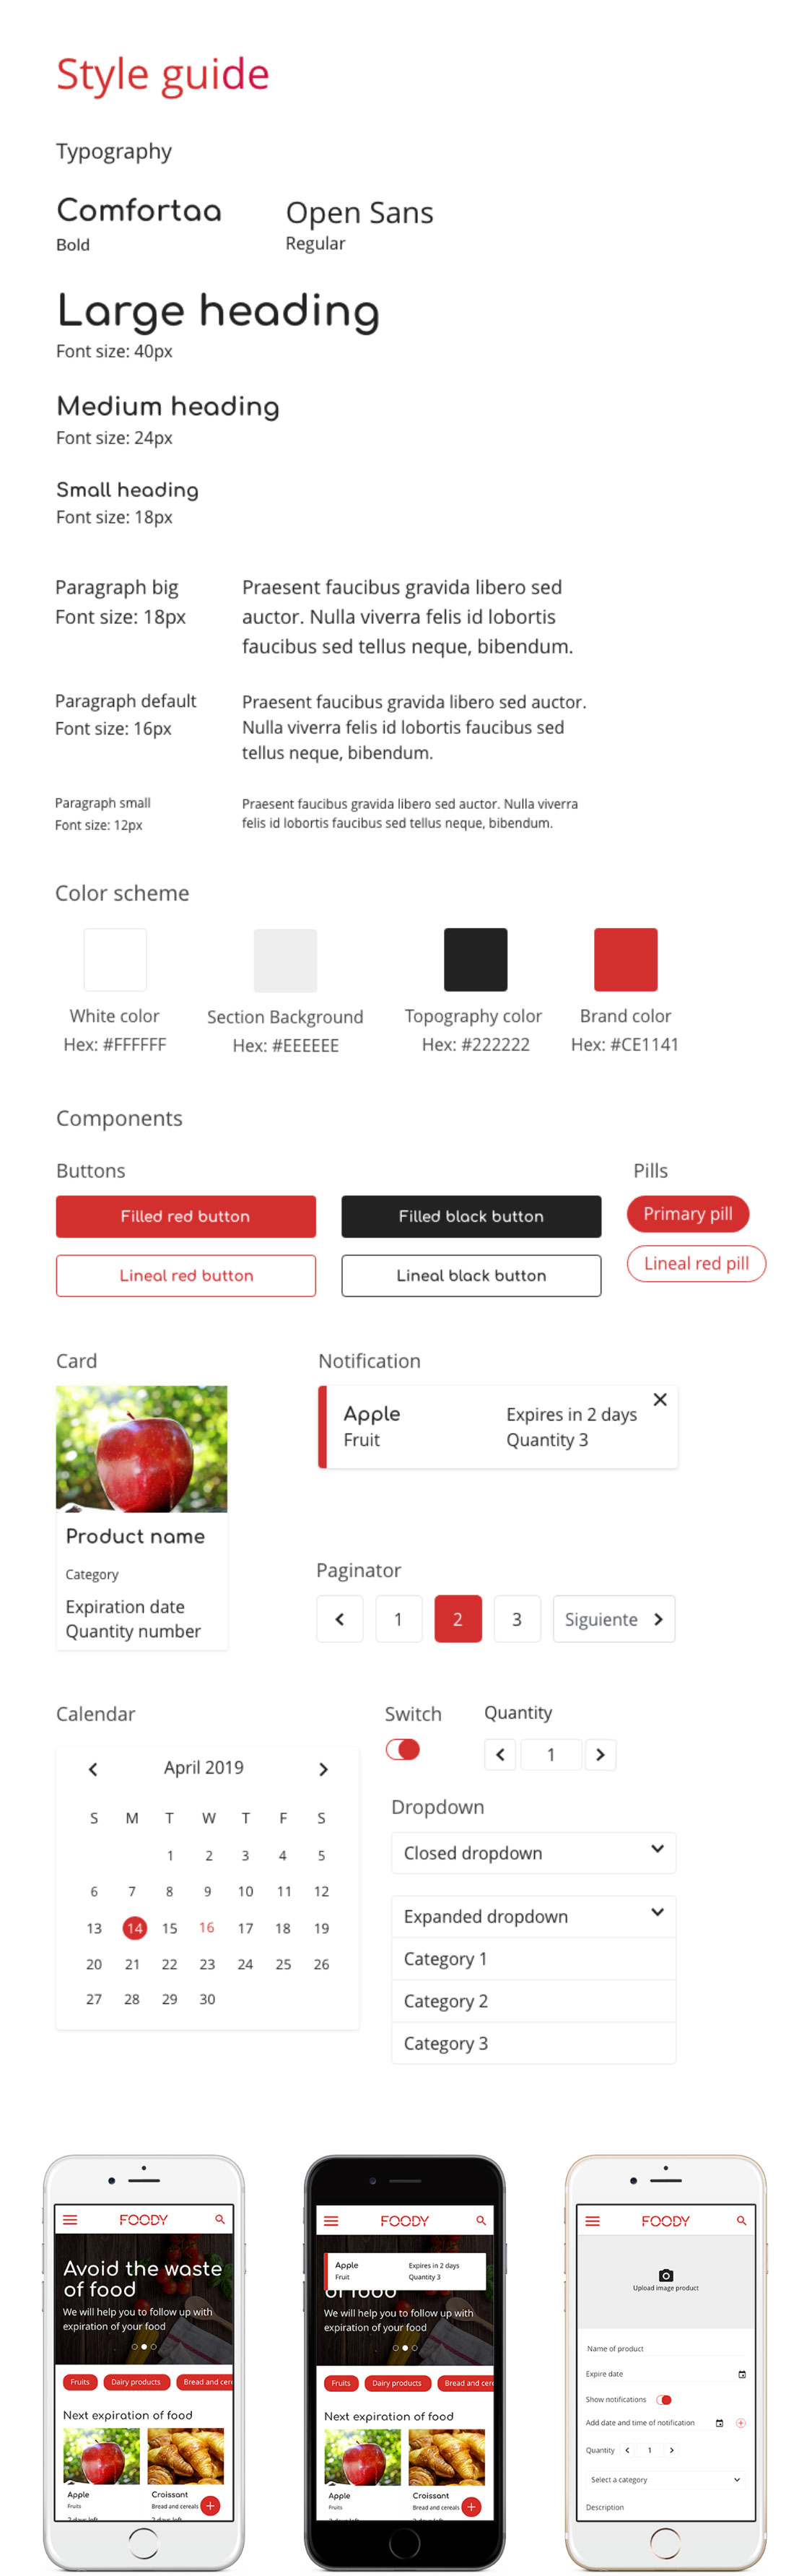 Style guide
Typography
Comfortaa
Bold
Open Sans
Regular
Large heading
Font size: 40px
Medium heading
Font size: 24px
Small heading
Font size: 18px
Paragraph big
Font size: 18px
Praesent faucibus gravida libero sed
auctor. Nulla viverra felis id lobortis
faucibus sed tellus neque, bibendum.
Paragraph default
Font size: 16px
Praesent faucibus gravida libero sed auctor.
Nulla viverra felis id lobortis faucibus sed
tellus neque, bibendum.
Paragraph small
Font size: 12px
Praesent faucibus gravida libero sed auctor. Nulla viverra
felis id lobortis faucibus sed tellus neque, bibendum.
Color scheme
White color
Hex: #FFFFFF
Section Background
Hex: #EEEEEE
Topography color
Hex: #222222
Brand color
Hex: #CE1141
Components
Buttons
Filled red button
Filled black button
Lineal red button
Lineal black button
Pills
Primary pill
Lineal red pill
Card
Product name
Category
Expiration date
Quantity number
Notification
Apple
Fruit
Expires in 2 days
Quantity 3
Paginator
1 2 3 Siguiente
Calendar
April 2019
S M T W T F S
1 2 3 4 5
6 7 8 9 10 11 12
13 14 15 16 17 18 19
20 21 22 23 24 25 26
27 28 29 30
Switch
Quantity
1
Dropdown
Closed dropdown
Expanded dropdown
Category 1
Category 2
Category 3
FOODY
Avoid the waste
of food
We will help you to follow up with
expiration of your food
Fruits Dairy products Bread and cere
Next expiration of food
Apple
Fruits
2 days left
Croissant
Bread and cereals
FOODY
Apple
Fruit
Expires in 2 days
Quantity 3
of food
We will help you to follow up with
expiration of your food
Fruits Dairy products Bread and cere
Next expiration of food
Apple
Fruits
Croissant
Bread and cereals
FOODY
Upload image product
Name of product
Expire date
Show notifications
Add date and time of notification
Quantity 1
Select a category
Description